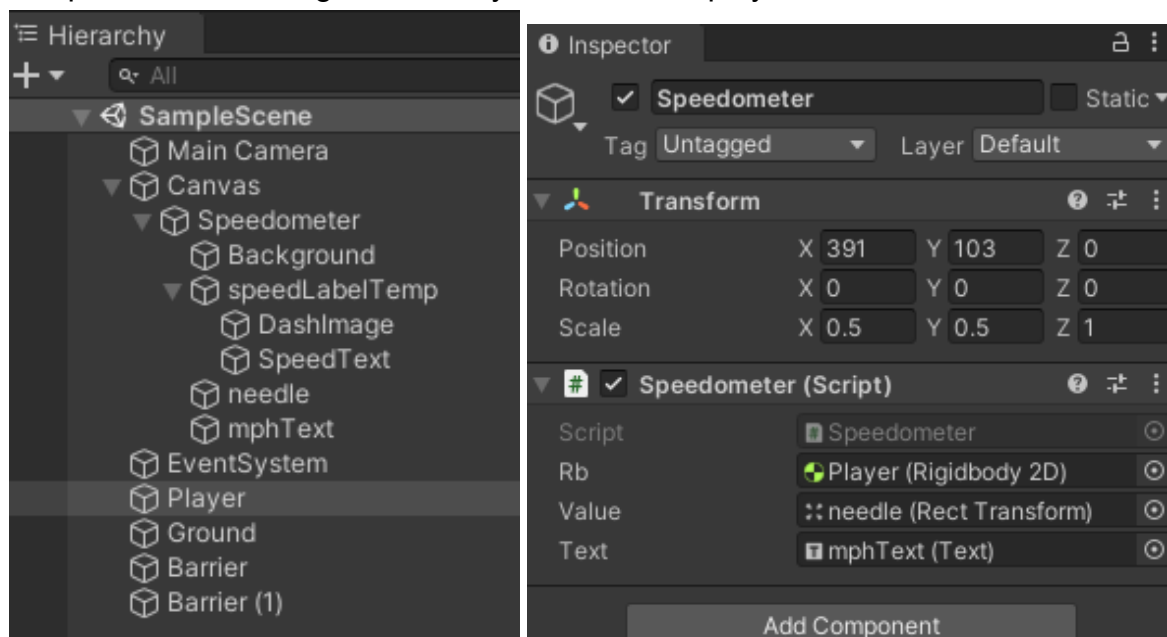 Hierarchy
All
SampleScene
Main Camera
Canvas
Speedometer
Background
speedLabelTemp
DashImage
SpeedText
needle
mphText
EventSystem
Player
Ground
Barrier
Barrier (1)
Inspector
Speedometer
Static
Tag Untagged Layer Default
Transform
Position X 391 Y 103 Z 0
Rotation X 0 Y 0 Z 0
Scale X 0.5 Y 0.5 Z 1
# Speedometer (Script)
Script # Speedometer
Rb Player (Rigidbody 2D)
Value needle (Rect Transform)
Text T mphText (Text)
Add Component